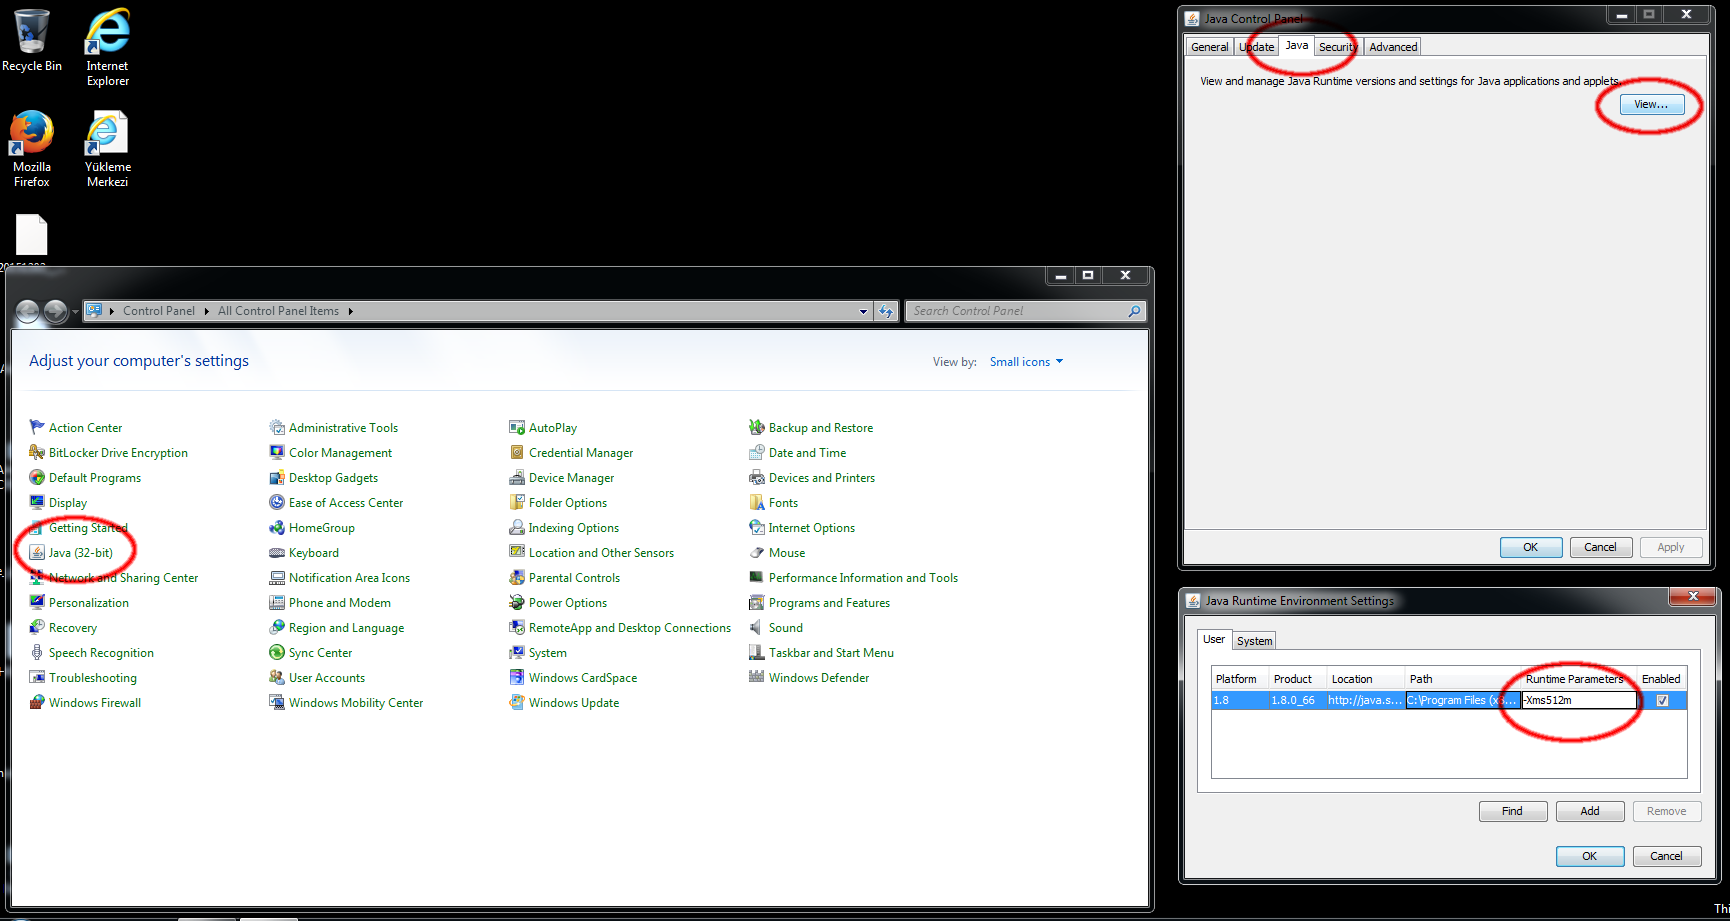 Recycle Bin
Internet
Explorer
Mozilla
Firefox
Yükleme
Merkezi
Control Panel
All Control Panel Items
Search Control Panel
Adjust your computer's settings
View by:
Small icons
Action Center
Administrative Tools
AutoPlay
Backup and Restore
BitLocker Drive Encryption
Color Management
Credential Manager
Date and Time
Default Programs
Desktop Gadgets
Device Manager
Devices and Printers
Display
Ease of Access Center
Folder Options
Fonts
Getting Started
HomeGroup
Indexing Options
Internet Options
Java (32-bit)
Keyboard
Location and Other Sensors
Mouse
Network and Sharing Center
Notification Area Icons
Parental Controls
Performance Information and Tools
Personalization
Phone and Modem
Power Options
Programs and Features
Recovery
Region and Language
RemoteApp and Desktop Connections
Sound
Speech Recognition
Sync Center
System
Taskbar and Start Menu
Troubleshooting
User Accounts
Windows CardSpace
Windows Defender
Windows Firewall
Windows Mobility Center
Windows Update
Java Control Panel
General
Update
Java
Security
Advanced
View and manage Java Runtime versions and settings for Java applications and applets.
View...
OK
Cancel
Apply
Java Runtime Environment Settings
User
System
Platform
Product
Location
Path
Runtime Parameters
Enabled
1.8
1.8.0_66
http://java.s...
C:\Program Files (x8...
-Xms512m
Find
Add
Remove
OK
Cancel
Thi